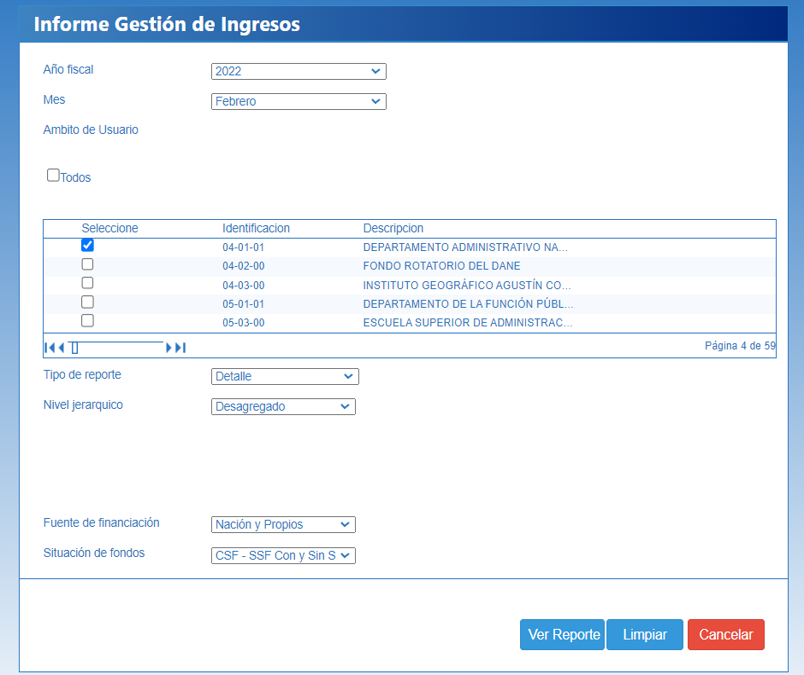 Informe Gestión de Ingresos
Año fiscal 2022
Mes Febrero
Ambito de Usuario
Todos
Seleccione Identificacion Descripcion
04-01-01 DEPARTAMENTO ADMINISTRATIVO NA...
04-02-00 FONDO ROTATORIO DEL DANE
04-03-00 INSTITUTO GEOGRÁFICO AGUSTÍN CO...
05-01-01 DEPARTAMENTO DE LA FUNCIÓN PÚBL...
05-03-00 ESCUELA SUPERIOR DE ADMINISTRAC...
Página 4 de 59
Tipo de reporte Detalle
Nivel jerarquico Desagregado
Fuente de financiación Nación y Propios
Situación de fondos CSF - SSF Con y Sin S
Ver Reporte Limpiar Cancelar